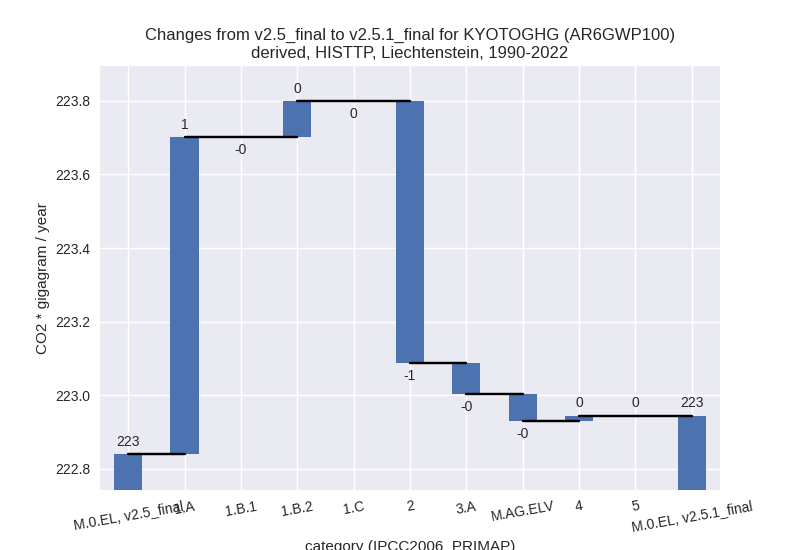 Changes from v2.5_final to v2.5.1_final for KYOTOGHG (AR6GWP100)
derived, HISTTP, Liechtenstein, 1990-2022
CO2 * gigagram / year
223.8
223.6
223.4
223.2
223.0
222.8
223
1
-0
0
0
-1
-0
-0
0
0
223
M.0.EL, v2.5_final
1.A
1.B.1
1.B.2
1.C
2
3.A
M.AG.ELV
4
5
M.0.EL, v2.5.1_final
category (IPCC2006_PRIMAP)